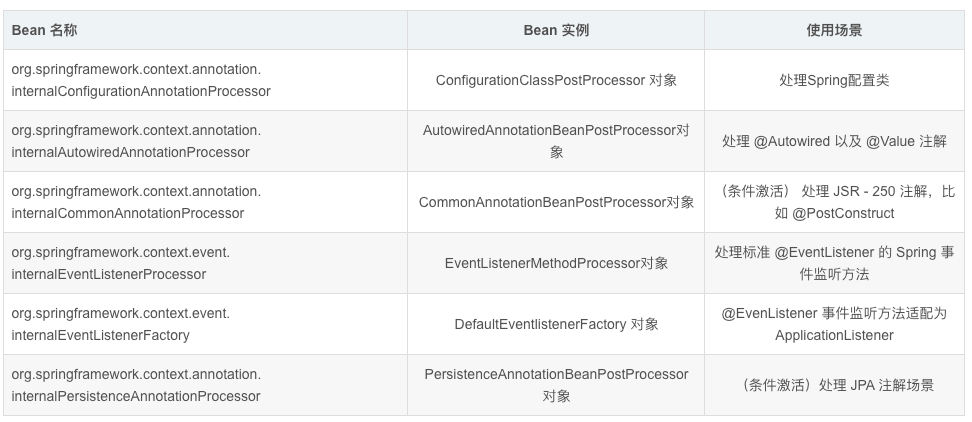 Bean 名称
Bean 实例
使用场景
org.springframework.context.annotation.
internalConfigurationAnnotationProcessor
ConfigurationClassPostProcessor 对象
处理Spring配置类
org.springframework.context.annotation.
internalAutowiredAnnotationProcessor
AutowiredAnnotationBeanPostProcessor对
象
处理 @Autowired 以及 @Value 注解
org.springframework.context.annotation.
internalCommonAnnotationProcessor
CommonAnnotationBeanPostProcessor对象
（条件激活） 处理 JSR - 250 注解，比
如 @PostConstruct
org.springframework.context.event.
internalEventListenerProcessor
EventListenerMethodProcessor对象
处理标准 @EventListener 的 Spring 事
件监听方法
org.springframework.context.event.
internalEventListenerFactory
DefaultEventlistenerFactory 对象
@EvenListener 事件监听方法适配为
ApplicationListener
org.springframework.context.annotation.
internalPersistenceAnnotationProcessor
PersistenceAnnotationBeanPostProcessor
对象
（条件激活）处理 JPA 注解场景